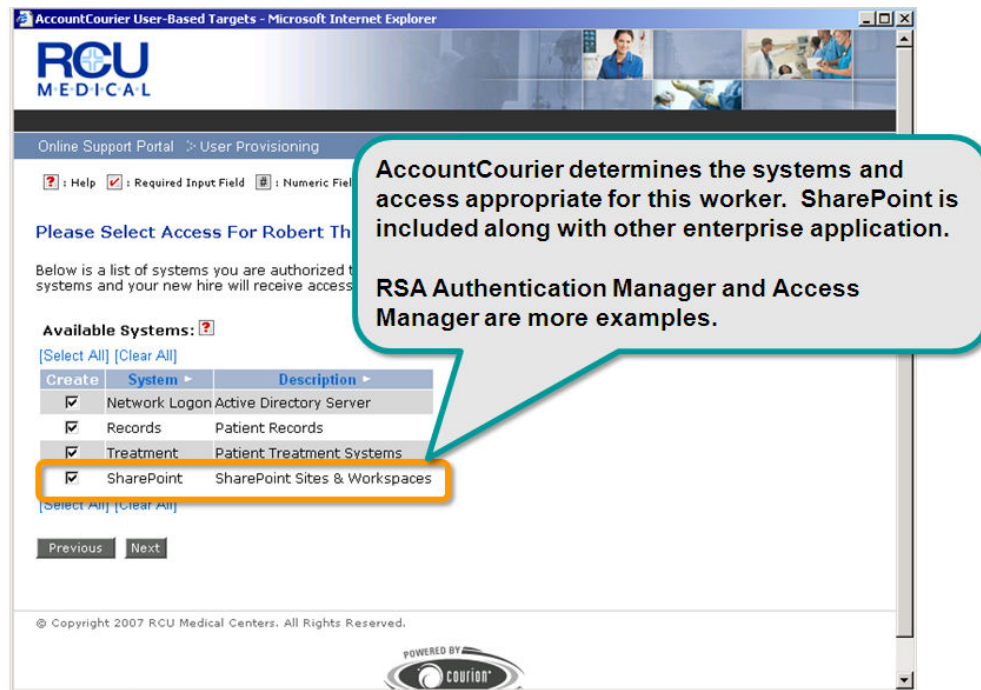 AccountCourier User-Based Targets - Microsoft Internet Explorer
RCU
M·E·D·I·C·A·L
Online Support Portal > User Provisioning
? : Help ✓ : Required Input Field # : Numeric Fiel
AccountCourier determines the systems and
access appropriate for this worker. SharePoint is
included along with other enterprise application.
RSA Authentication Manager and Access
Manager are more examples.
Please Select Access For Robert Th
Below is a list of systems you are authorized t
systems and your new hire will receive access
Available Systems: ?
[Select All] [Clear All]
Create System Description
Network Logon Active Directory Server
Records Patient Records
Treatment Patient Treatment Systems
SharePoint SharePoint Sites & Workspaces
[Select All] [Clear All]
Previous Next
© Copyright 2007 RCU Medical Centers. All Rights Reserved.
POWERED BY
courion